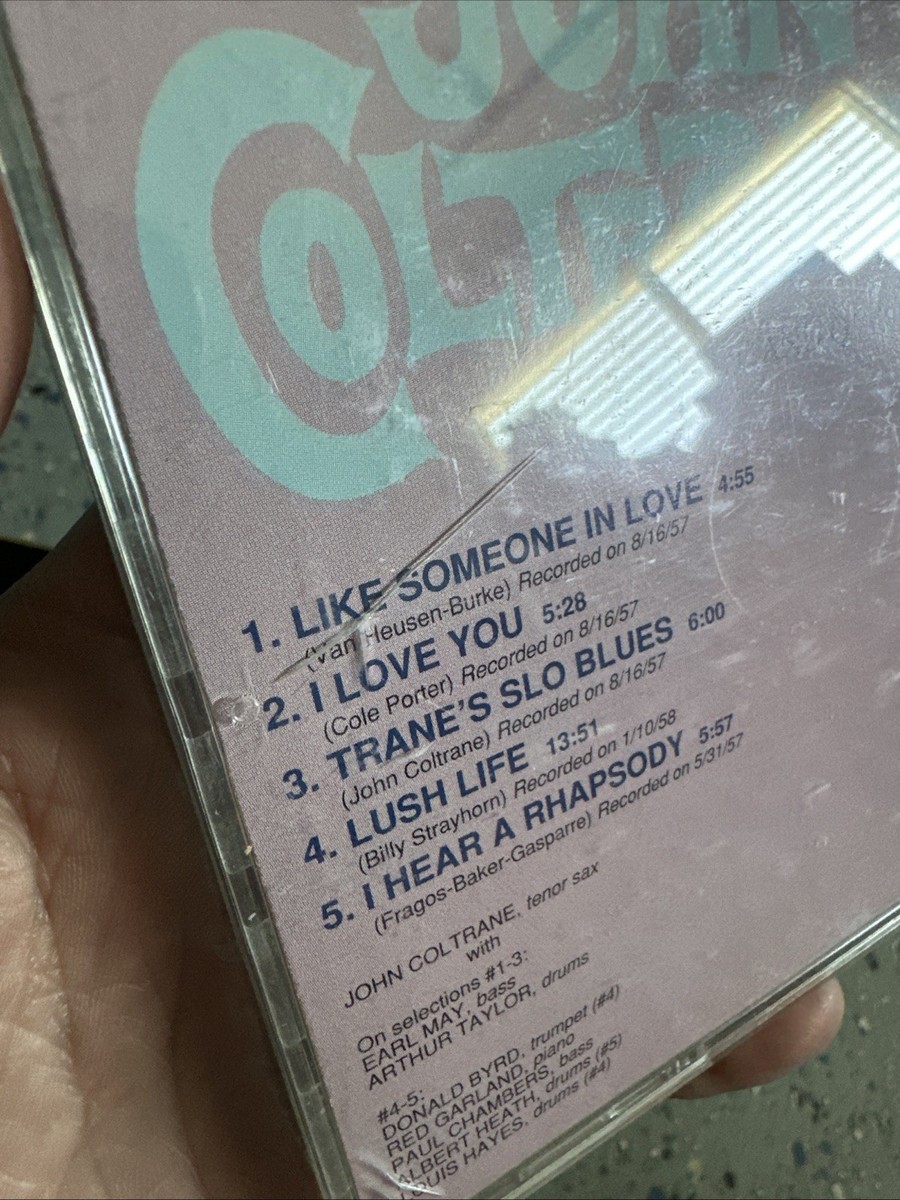 JOHN
COLTR
1. LIKE SOMEONE IN LOVE 4:55
(Van Heusen-Burke) Recorded on 8/16/57
2. I LOVE YOU 5:28
(Cole Porter) Recorded on 8/16/57
3. TRANE'S SLO BLUES 6:00
(John Coltrane) Recorded on 8/16/57
4. LUSH LIFE 13:51
(Billy Strayhorn) Recorded on 1/10/58
5. I HEAR A RHAPSODY 5:57
(Fragos-Baker-Gasparre) Recorded on 5/31/57
JOHN COLTRANE, tenor sax
with
On selections #1-3:
EARL MAY, bass
ARTHUR TAYLOR, drums
#4-5:
DONALD BYRD, trumpet (#4)
RED GARLAND, piano
PAUL CHAMBERS, bass
ALBERT HEATH, drums (#5)
LOUIS HAYES, drums (#4)